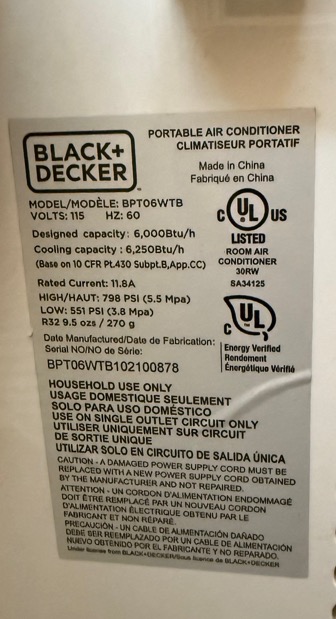 BLACK+
DECKER
PORTABLE AIR CONDITIONER
CLIMATISEUR PORTATIF
Made in China
Fabriqué en China
MODEL/MODÈLE: BPT06WTB
VOLTS: 115 HZ: 60
Designed capacity: 6,000Btu/h
Cooling capacity : 6,250Btu/h
(Base on 10 CFR Pt.430 Subpt.B,App.CC)
Rated Current: 11.8A
HIGH/HAUT: 798 PSI (5.5 Mpa)
LOW: 551 PSI (3.8 Mpa)
R32 9.5 ozs / 270 g
C UL US
LISTED
ROOM AIR
CONDITIONER
30RW
SA34125
C UL
Energy Verified
Rendement
Énergétique Vérifié
Date Manufactured/Date de Fabrication:
Serial NO/NO de Série:
BPT06WTB102100878
HOUSEHOLD USE ONLY
USAGE DOMESTIQUE SEULEMENT
SOLO PARA USO DOMÉSTICO
USE ON SINGLE OUTLET CIRCUIT ONLY
UTILISER UNIQUEMENT SUR CIRCUIT
DE SORTIE UNIQUE
UTILIZAR SOLO EN CIRCUITO DE SALIDA ÚNICA
CAUTION - A DAMAGED POWER SUPPLY CORD MUST BE
REPLACED WITH A NEW POWER SUPPLY CORD OBTAINED
BY THE MANUFACTURER AND NOT REPAIRED.
ATTENTION - UN CORDON D'ALIMENTATION ENDOMMAGÉ
DOIT ÊTRE REMPLACÉ PAR UN NOUVEAU CORDON
D'ALIMENTATION ÉLECTRIQUE OBTENU PAR LE
FABRICANT ET NON RÉPARÉ.
PRECAUCIÓN - UN CABLE DE ALIMENTACIÓN DAÑADO
DEBE SER REEMPLAZADO POR UN CABLE DE ALIMENTACIÓN
NUEVO OBTENIDO POR EL FABRICANTE Y NO REPARADO.
Under license from BLACK+DECKER/Sous licence de BLACK+DECKER